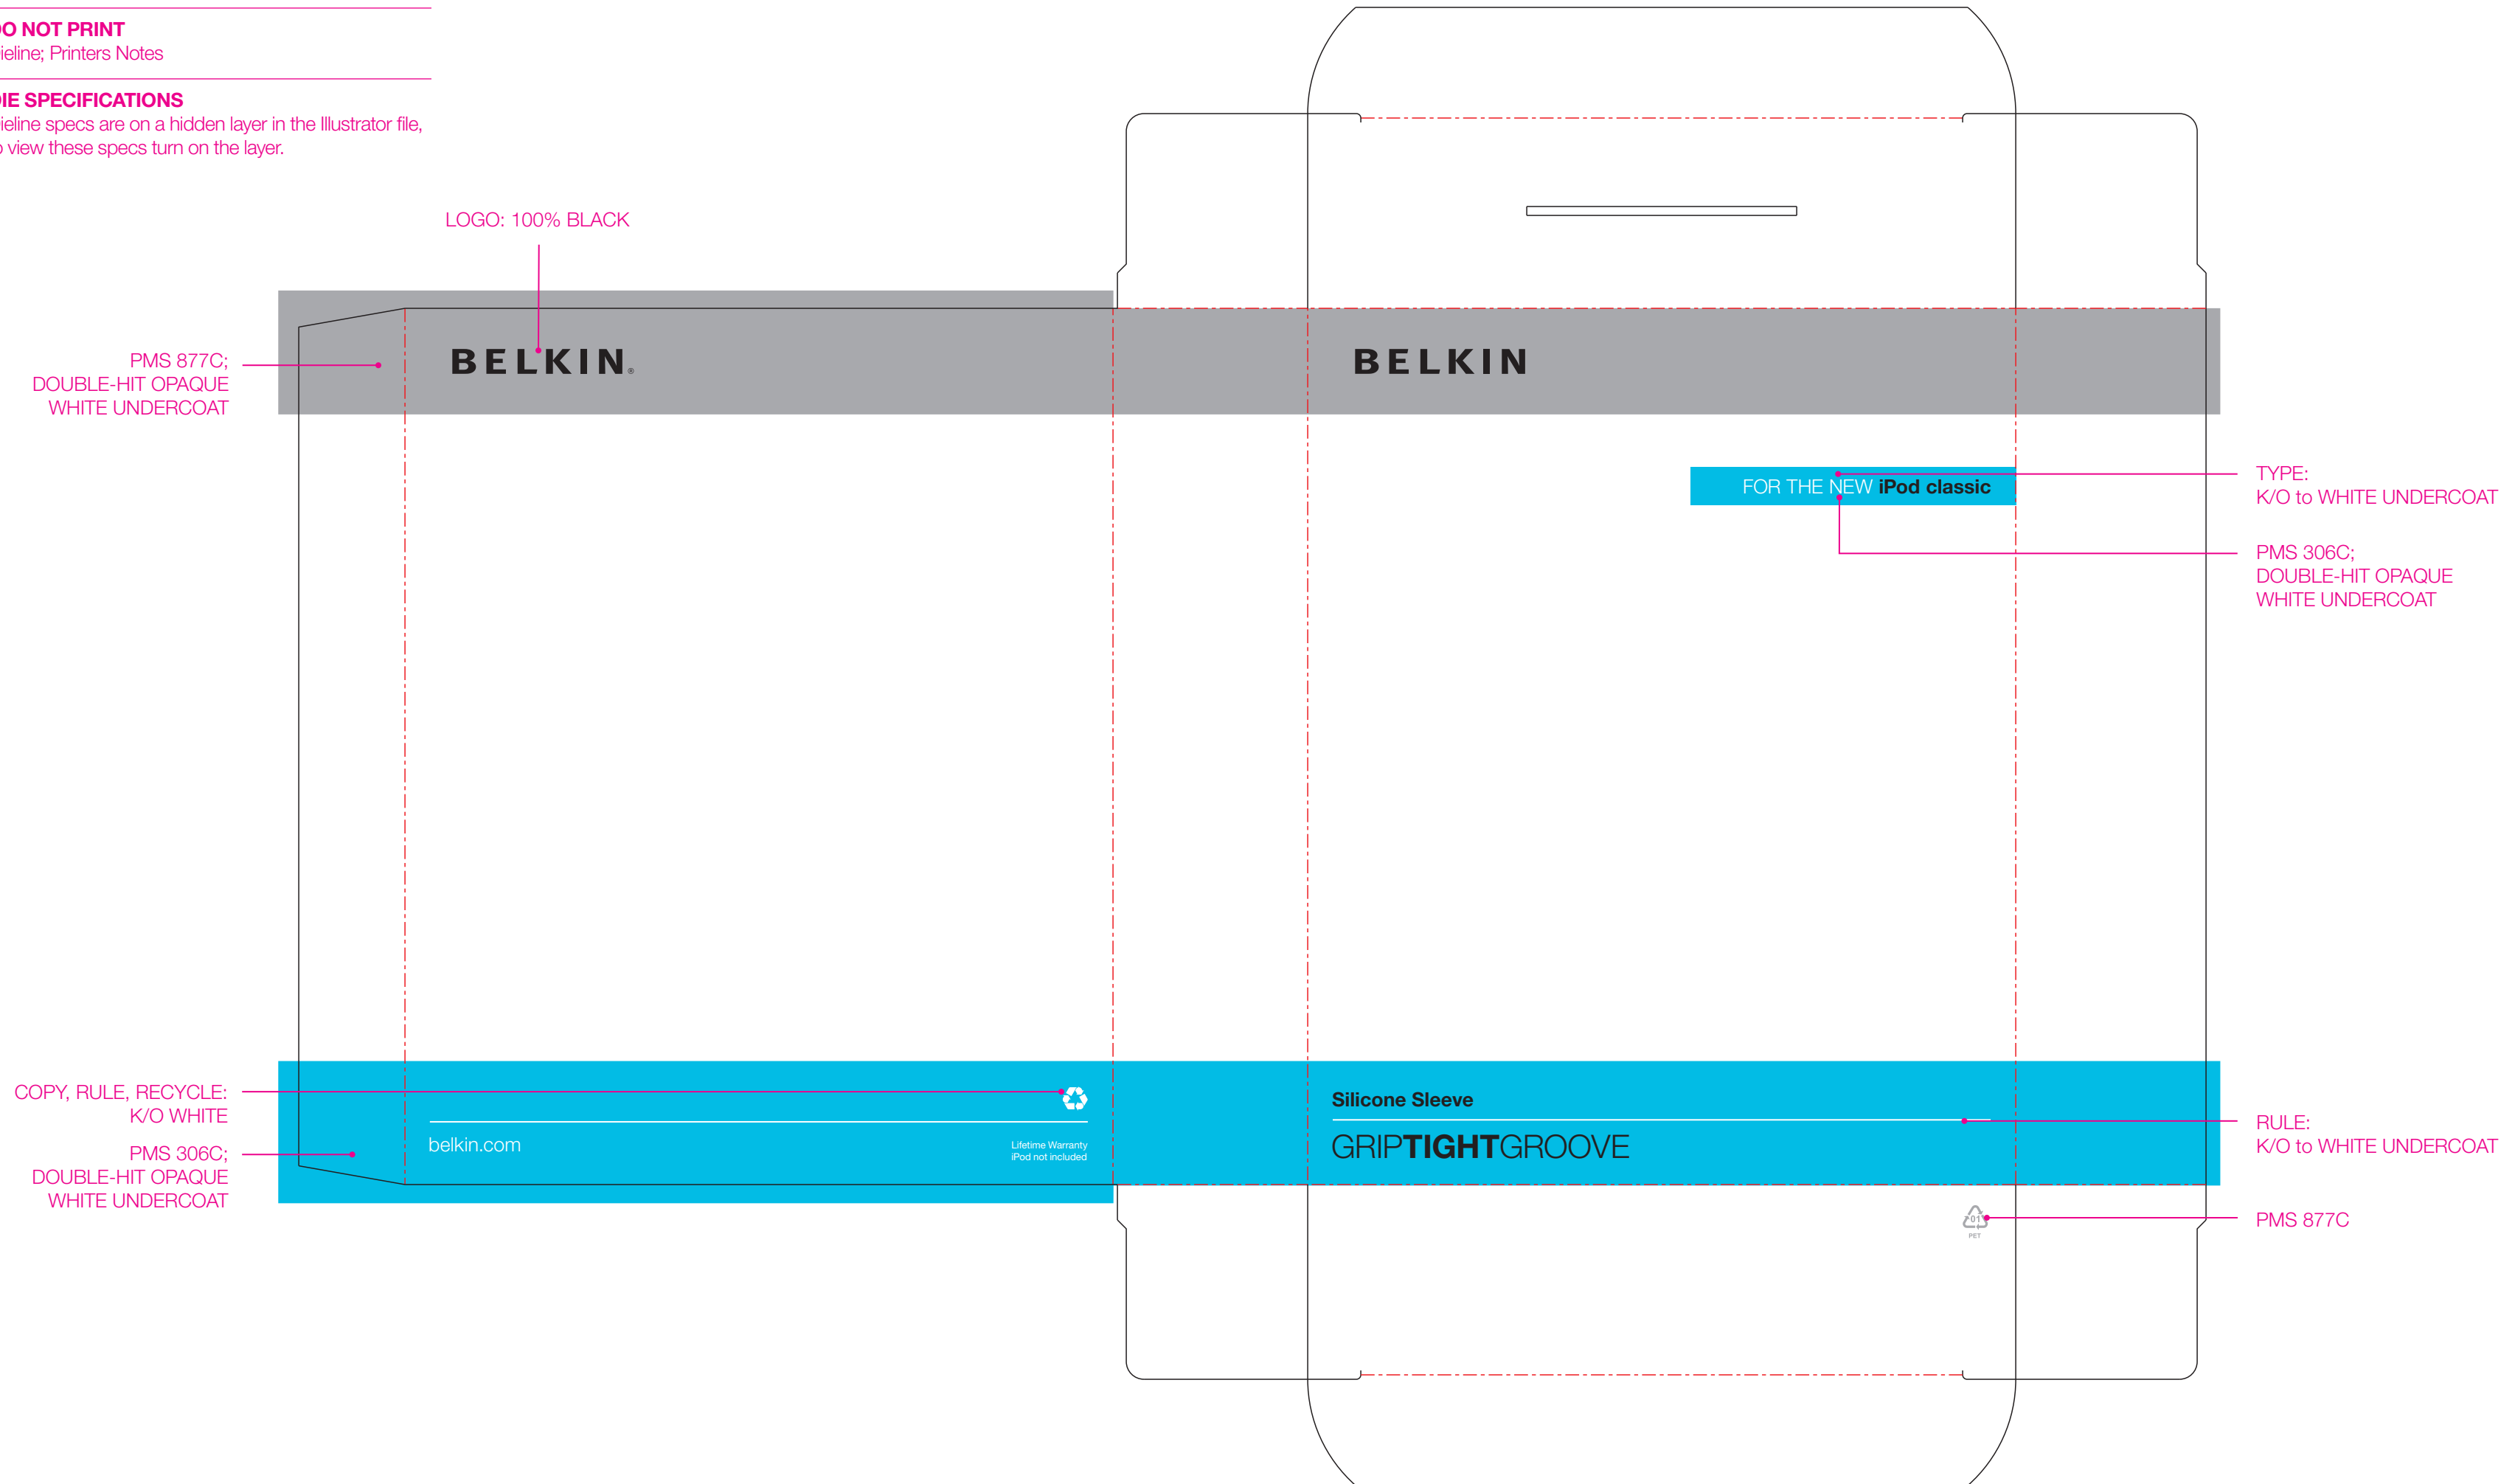 DO NOT PRINT
ieline; Printers Notes
DIE SPECIFICATIONS
ieline specs are on a hidden layer in the Illustrator file,
o view these specs turn on the layer.
LOGO: 100% BLACK
PMS 877C;
DOUBLE-HIT OPAQUE
WHITE UNDERCOAT
BELKIN®
BELKIN
FOR THE NEW iPod classic
TYPE:
K/O to WHITE UNDERCOAT
PMS 306C;
DOUBLE-HIT OPAQUE
WHITE UNDERCOAT
COPY, RULE, RECYCLE:
K/O WHITE
PMS 306C;
DOUBLE-HIT OPAQUE
WHITE UNDERCOAT
belkin.com
Lifetime Warranty
iPod not included
Silicone Sleeve
GRIPTIGHTGROOVE
RULE:
K/O to WHITE UNDERCOAT
01
PET
PMS 877C